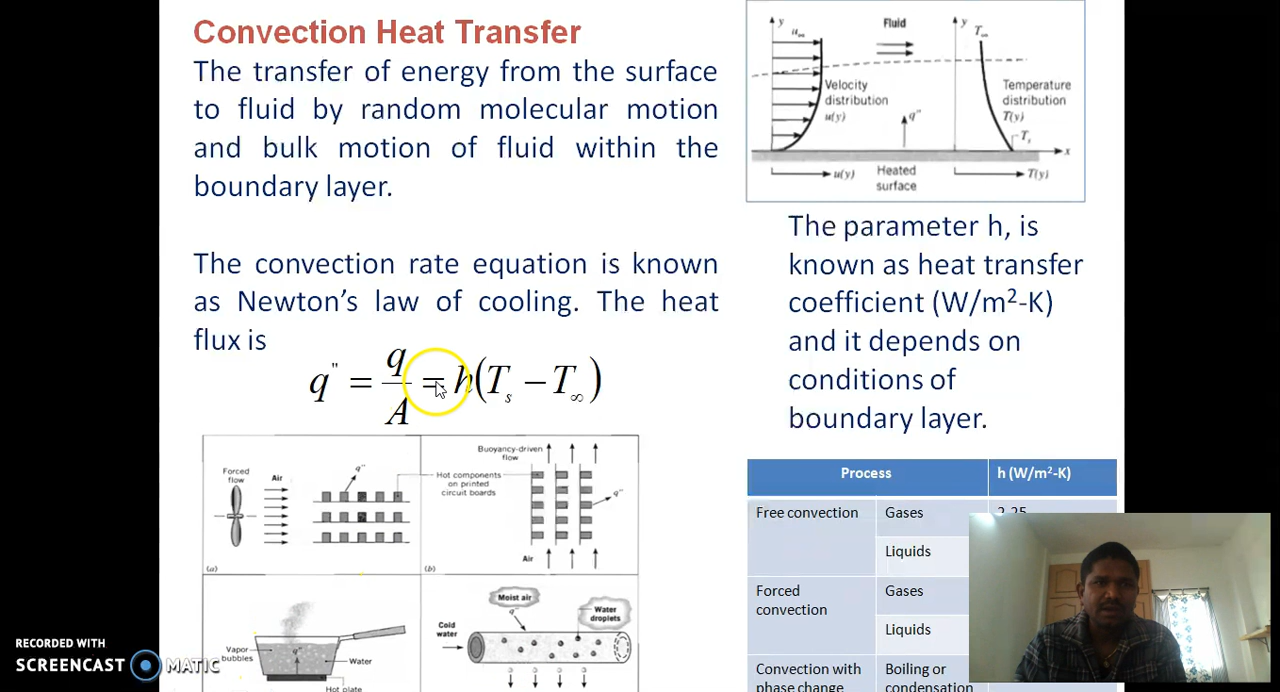 Convection Heat Transfer
The transfer of energy from the surface
to fluid by random molecular motion
and bulk motion of fluid within the
boundary layer.
The convection rate equation is known
as Newton's law of cooling. The heat
flux is
q" = q/A = h(Ts − T∞)
Forced
flow
Air
q"
(a)
Buoyancy-driven
flow
Hot components
on printed
circuit boards
q"
Air
(b)
Vapor
bubbles
q"
Water
Hot plate
Moist air
q"
Water
droplets
Cold
water
y
u∞
Fluid
y
T∞
Velocity
distribution
u(y)
q"
Temperature
distribution
T(y)
Ts
x
u(y)
Heated
surface
T(y)
The parameter h, is
known as heat transfer
coefficient (W/m²-K)
and it depends on
conditions of
boundary layer.
Process h (W/m²-K)
Free convection Gases 2-25
Liquids
Forced
convection
Gases
Liquids
Convection with
phase change
Boiling or
condensation
RECORDED WITH
SCREENCAST MATIC